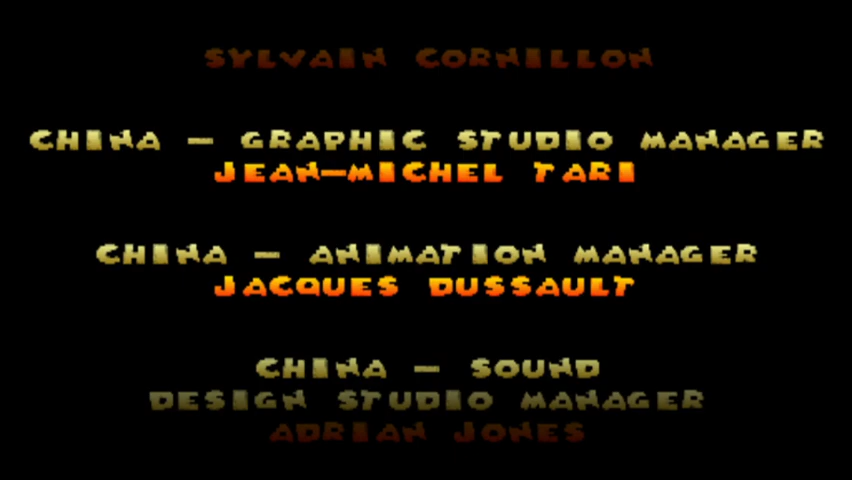 SYLVAIN CORNILLON
CHINA - GRAPHIC STUDIO MANAGER
JEAN-MICHEL TARI
CHINA - ANIMATION MANAGER
JACQUES DUSSAULT
CHINA - SOUND
DESIGN STUDIO MANAGER
ADRIAN JONES